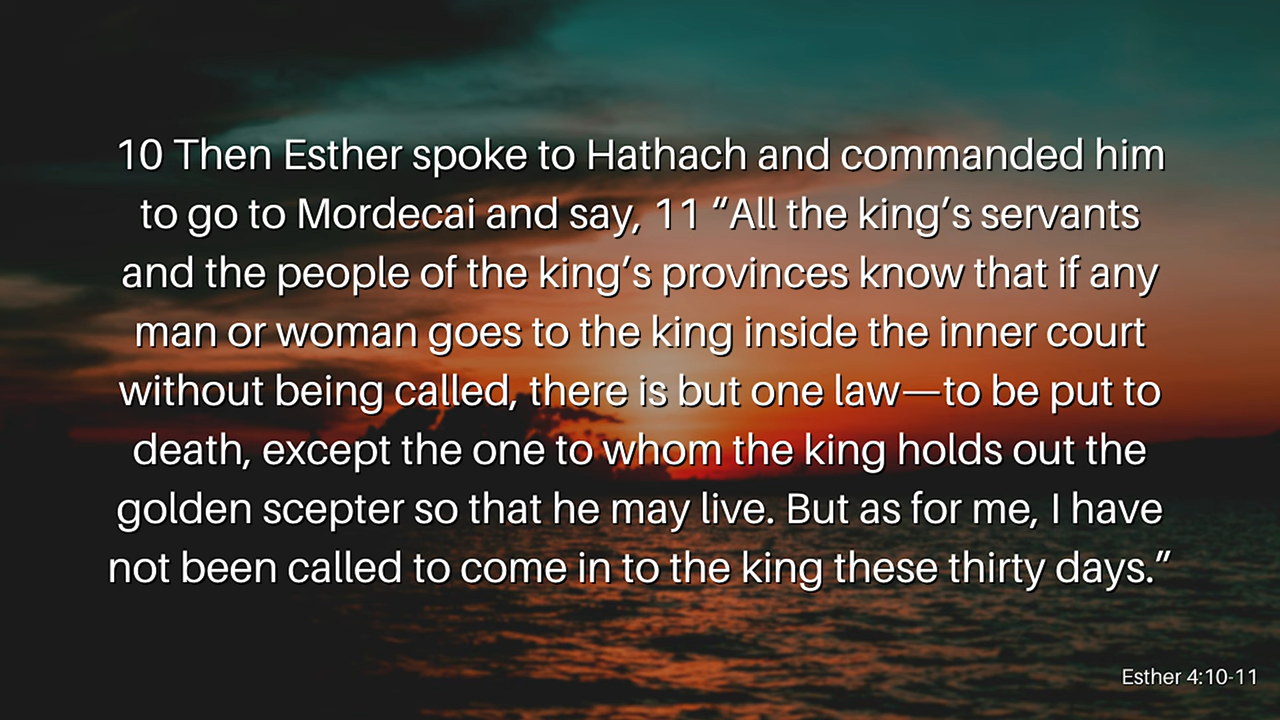 10 Then Esther spoke to Hathach and commanded him
to go to Mordecai and say, 11 “All the king’s servants
and the people of the king’s provinces know that if any
man or woman goes to the king inside the inner court
without being called, there is but one law—to be put to
death, except the one to whom the king holds out the
golden scepter so that he may live. But as for me, I have
not been called to come in to the king these thirty days.”
Esther 4:10-11